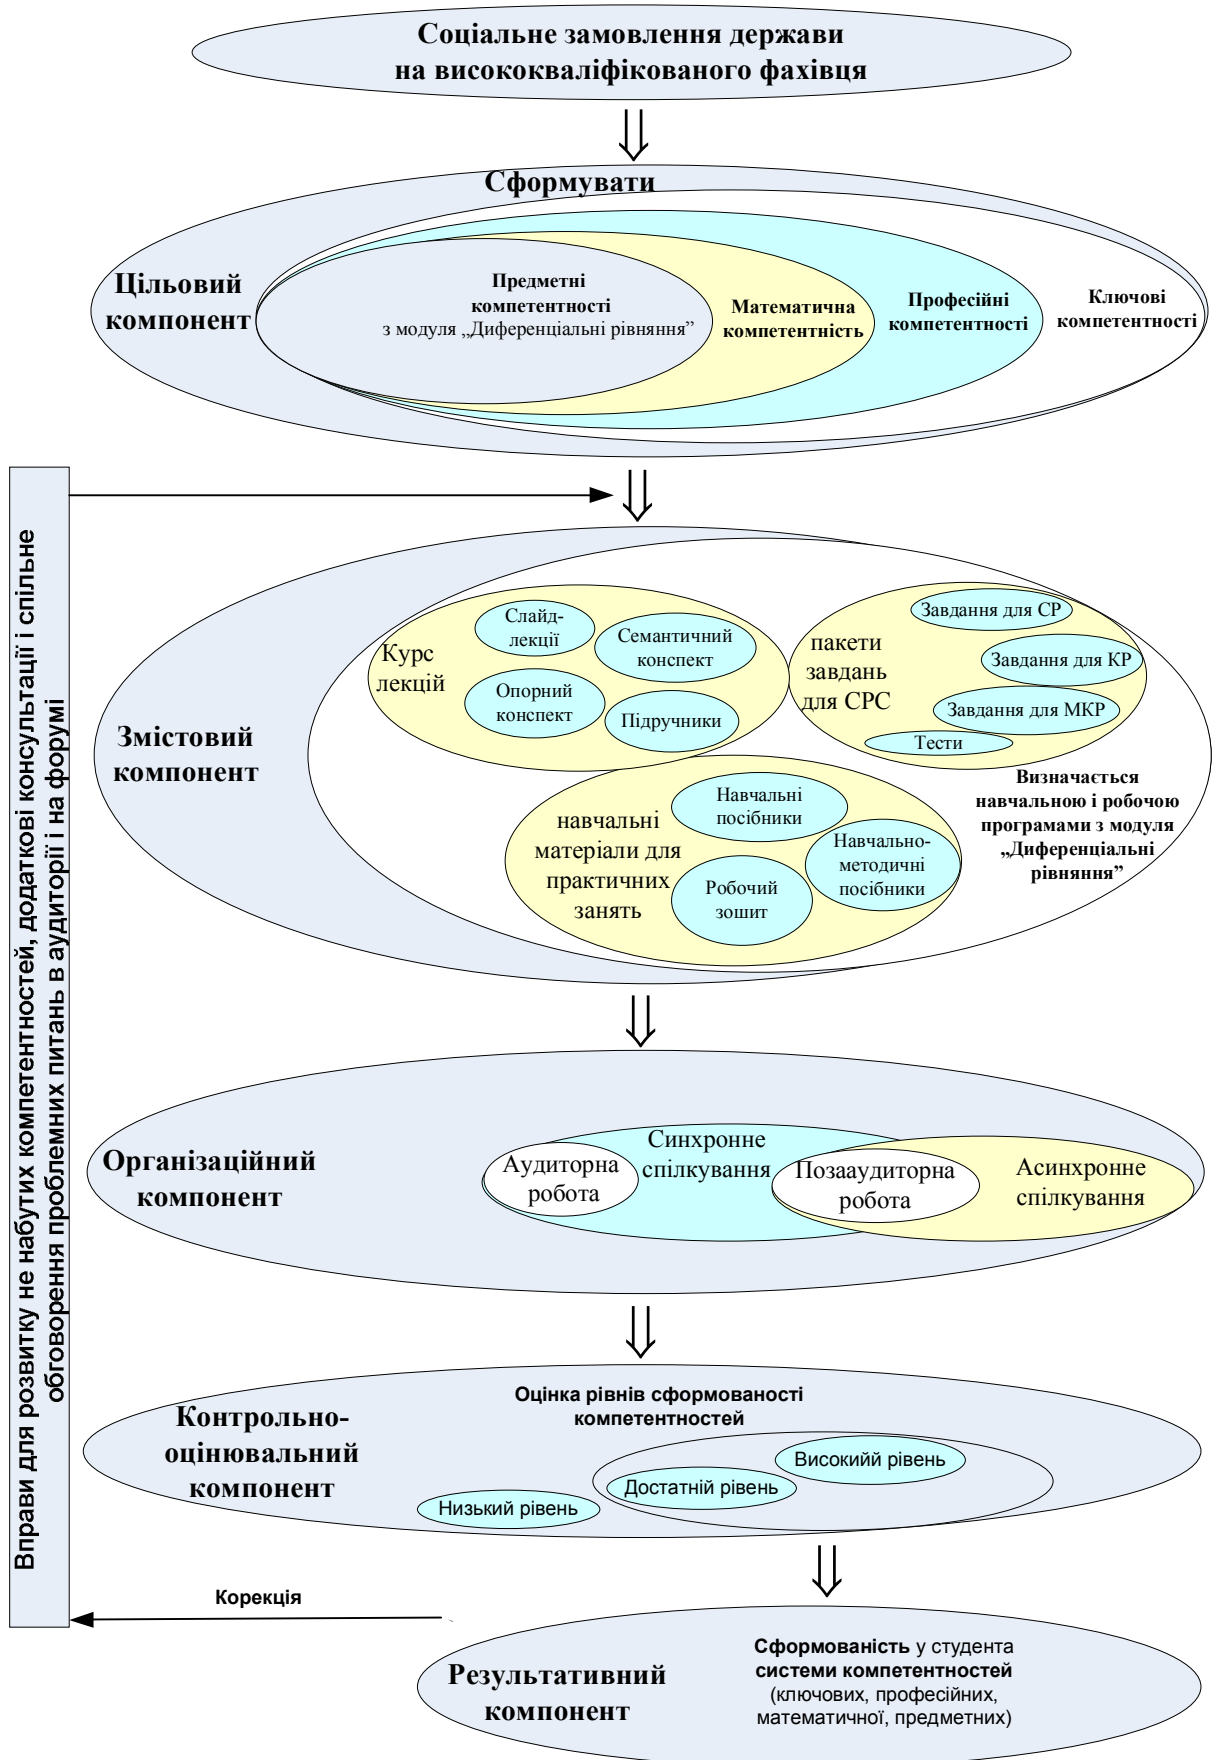 Соціальне замовлення держави
на висококваліфікованого фахівця
Сформувати
Цільовий
компонент
Предметні
компетентності
з модуля „Диференціальні рівняння”
Математична
компетентність
Професійні
компетентності
Ключові
компетентності
Вправи для розвитку не набутих компетентностей, додаткові консультації і спільне
обговорення проблемних питань в аудиторії і на форумі
Змістовий
компонент
Курс
лекцій
Слайд-
лекції
Семантичний
конспект
Опорний
конспект
Підручники
пакети
завдань
для СРС
Завдання для СР
Завдання для КР
Завдання для МКР
Тести
навчальні
матеріали для
практичних
занять
Навчальні
посібники
Навчально-
методичні
посібники
Робочий
зошит
Визначається
навчальною і робочою
програмами з модуля
„Диференціальні
рівняння”
Організаційний
компонент
Аудиторна
робота
Синхронне
спілкування
Позааудиторна
робота
Асинхронне
спілкування
Контрольно-
оцінювальний
компонент
Оцінка рівнів сформованості
компетентностей
Високийй рівень
Достатній рівень
Низький рівень
Корекція
Результативний
компонент
Сформованість у студента
системи компетентностей
(ключових, професійних,
математичної, предметних)